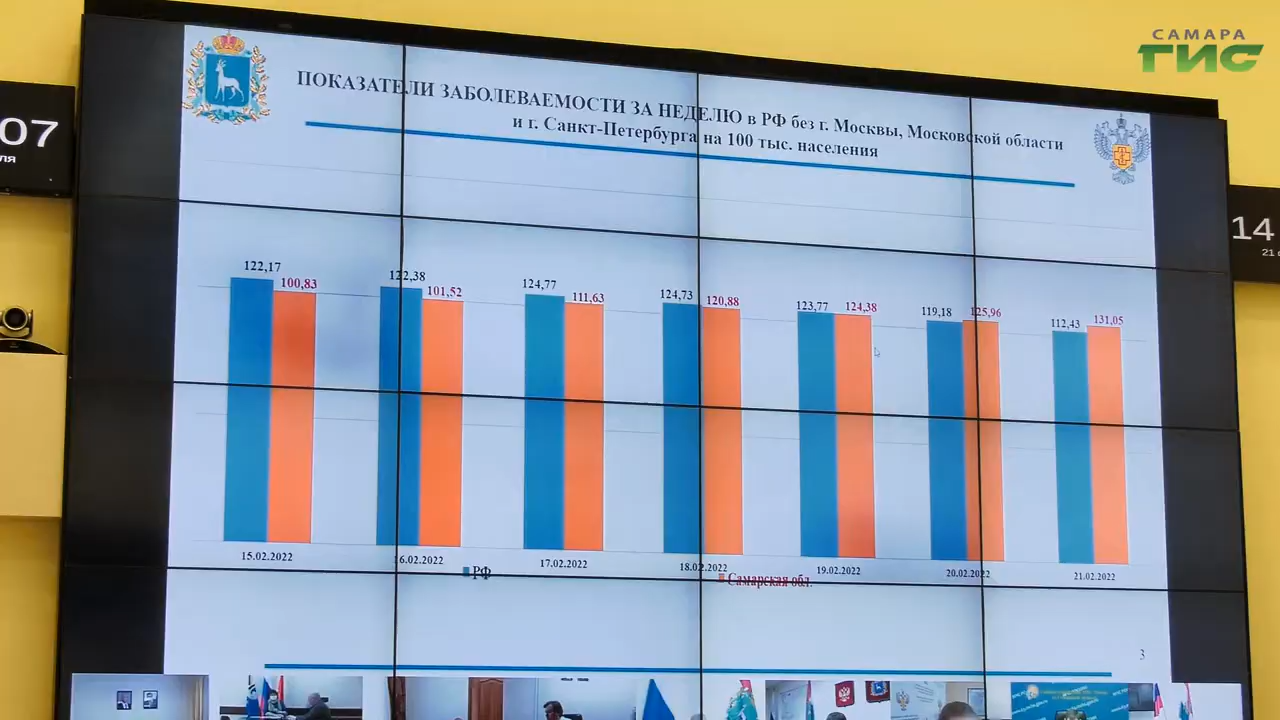 САМАРА
ГИС
07
ля
14
21
ПОКАЗАТЕЛИ ЗАБОЛЕВАЕМОСТИ ЗА НЕДЕЛЮ в РФ без г. Москвы, Московской области
и г. Санкт-Петербурга на 100 тыс. населения
122,17 100,83 122,38 101,52 124,77 111,63 124,73 120,88 123,77 124,38 119,18 125,96 112,43 131,05
15.02.2022 16.02.2022 17.02.2022 18.02.2022 19.02.2022 20.02.2022 21.02.2022
РФ Самарская обл.
3